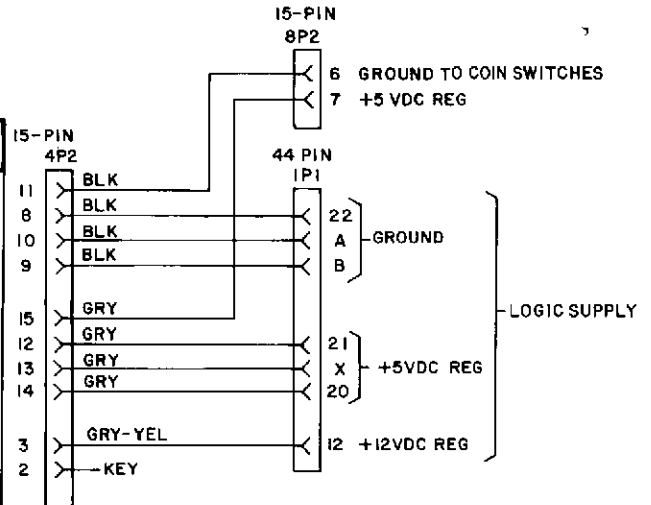 15-PIN
8P2
6 GROUND TO COIN SWITCHES
7 +5 VDC REG
15-PIN
4P2
44 PIN
1P1
11 BLK
8 BLK 22
10 BLK A GROUND
9 BLK B
15 GRY LOGIC SUPPLY
12 GRY 21
13 GRY X +5VDC REG
14 GRY 20
3 GRY-YEL 12 +12VDC REG
2 KEY